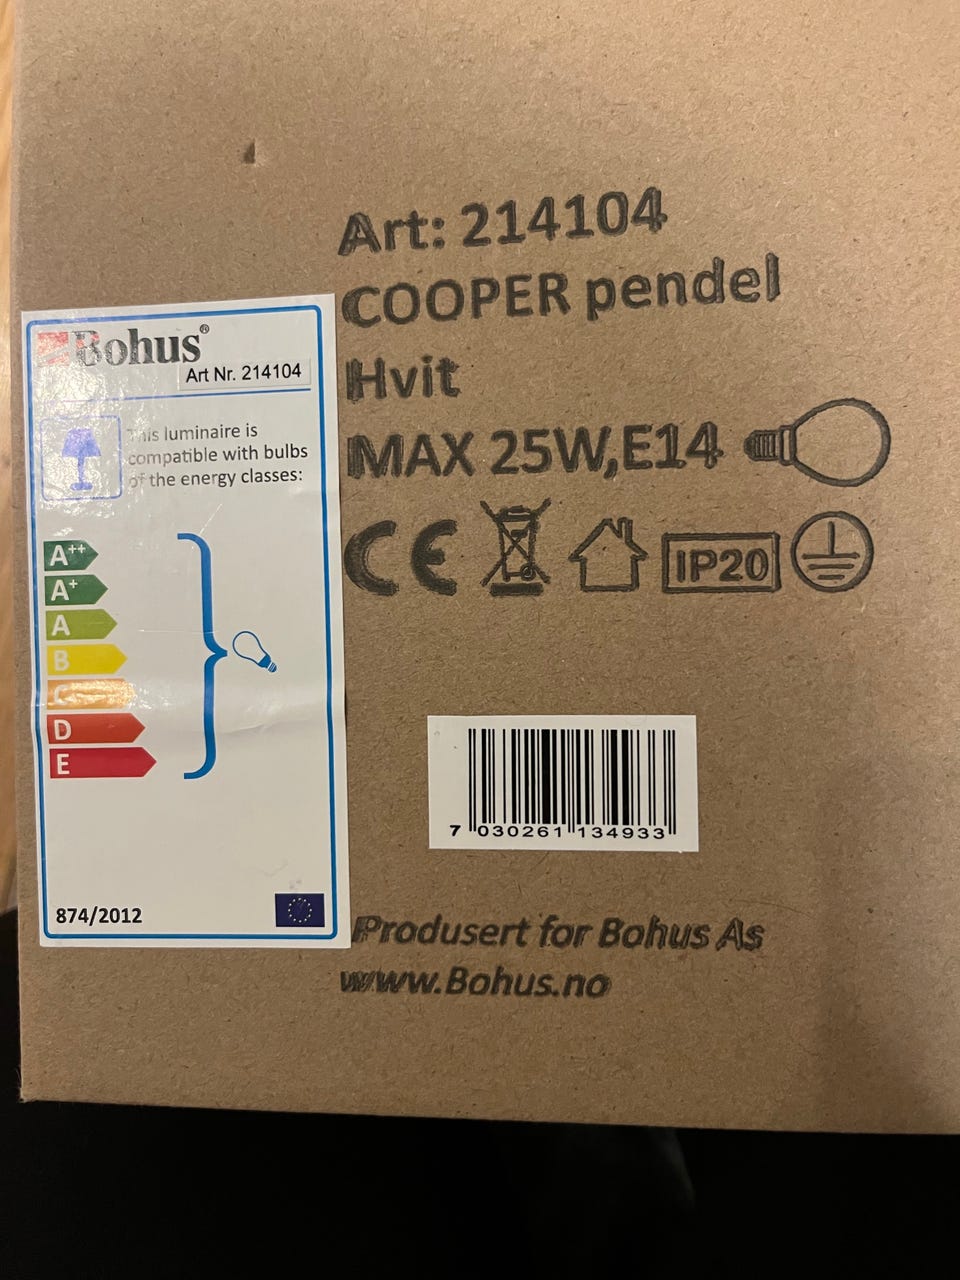 Art: 214104
COOPER pendel
Hvit
MAX 25W,E14
CE
IP20
Bohus®
Art Nr. 214104
This luminaire is
compatible with bulbs
of the energy classes:
A++
A+
A
B
C
D
E
874/2012
7 030261 134933
Produsert for Bohus As
www.Bohus.no